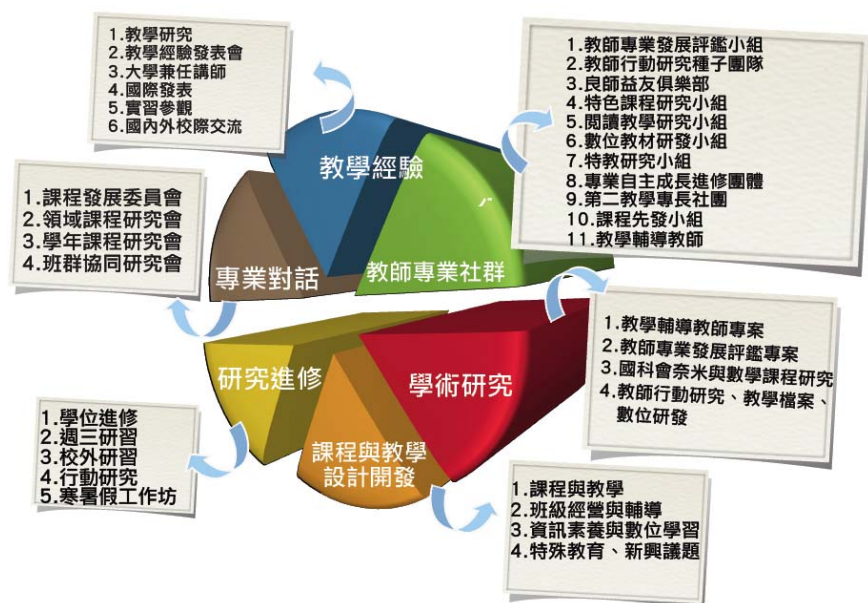 1.教學研究
2.教學經驗發表會
3.大學兼任講師
4.國際發表
5.實習參觀
6.國內外校際交流
1.教師專業發展評鑑小組
2.教師行動研究種子團隊
3.良師益友俱樂部
4.特色課程研究小組
5.閱讀教學研究小組
6.數位教材研發小組
7.特教研究小組
8.專業自主成長進修團體
9.第二教學專長社團
10.課程先發小組
11.教學輔導教師
教學經驗
1.課程發展委員會
2.領域課程研究會
3.學年課程研究會
4.班群協同研究會
專業對話
教師專業社群
1.教學輔導教師專案
2.教師專業發展評鑑專案
3.國科會奈米與數學課程研究
4.教師行動研究、教學檔案、
數位研發
研究進修
學術研究
課程與教學
設計開發
1.學位進修
2.週三研習
3.校外研習
4.行動研究
5.寒暑假工作坊
1.課程與教學
2.班級經營與輔導
3.資訊素養與數位學習
4.特殊教育、新興議題